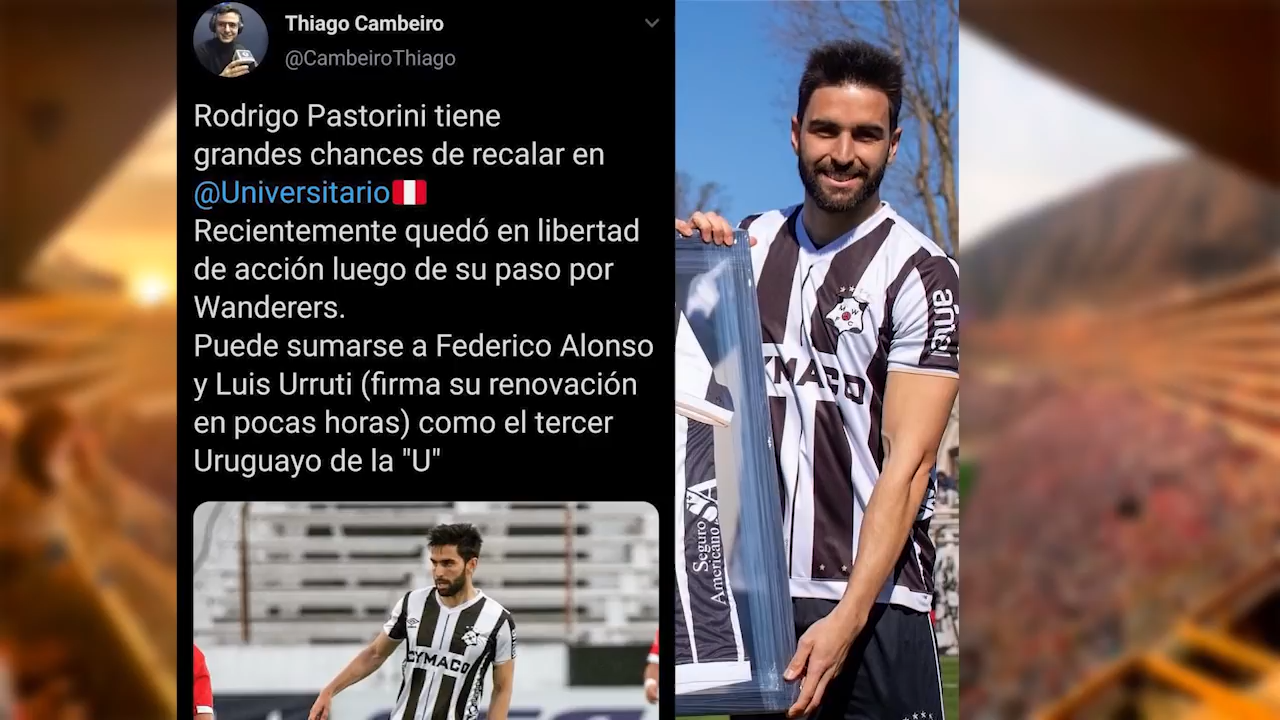 Thiago Cambeiro
@CambeiroThiago
Rodrigo Pastorini tiene
grandes chances de recalar en
@Universitario🇵🇪
Recientemente quedó en libertad
de acción luego de su paso por
Wanderers.
Puede sumarse a Federico Alonso
y Luis Urruti (firma su renovación
en pocas horas) como el tercer
Uruguayo de la "U"
CYMACO
MWFC
CYMACO
Seguro
Americano
SA